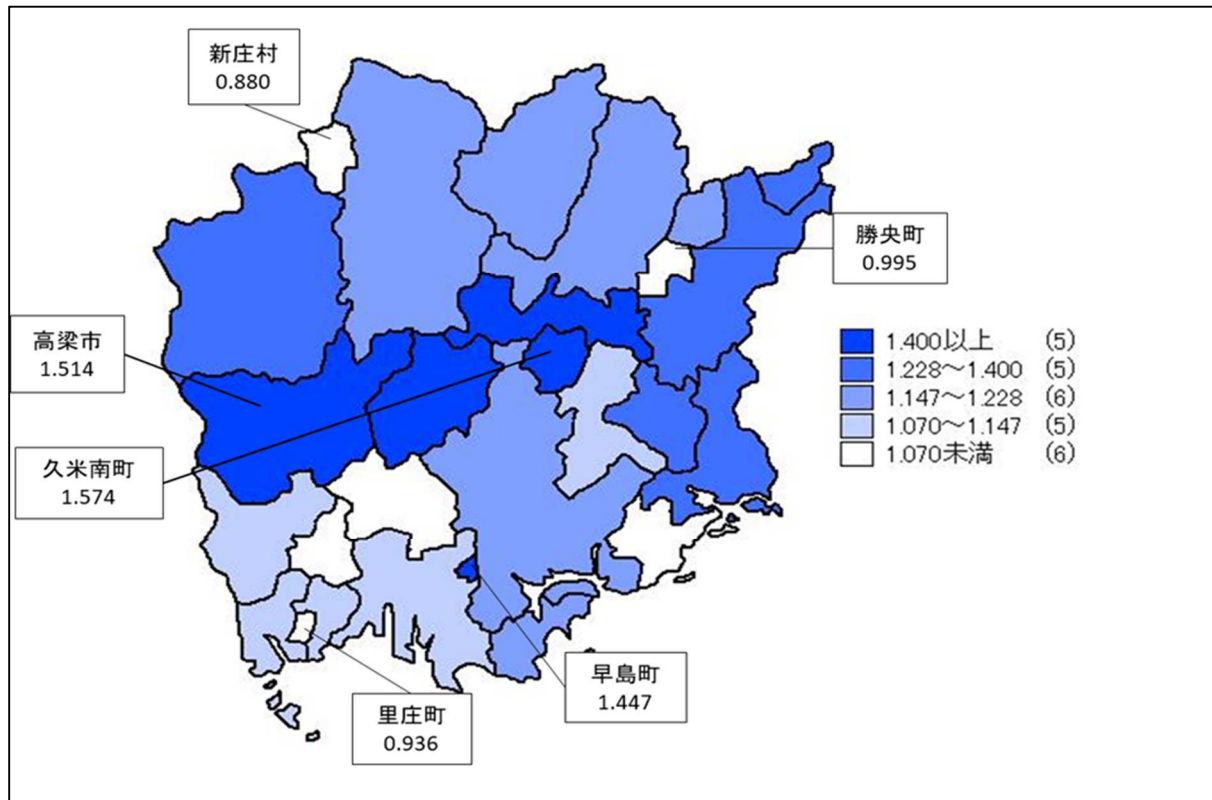 新庄村
0.880
勝央町
0.995
高梁市
1.514
久米南町
1.574
早島町
1.447
里庄町
0.936
1.400以上 (5)
1.228～1.400 (5)
1.147～1.228 (6)
1.070～1.147 (5)
1.070未満 (6)